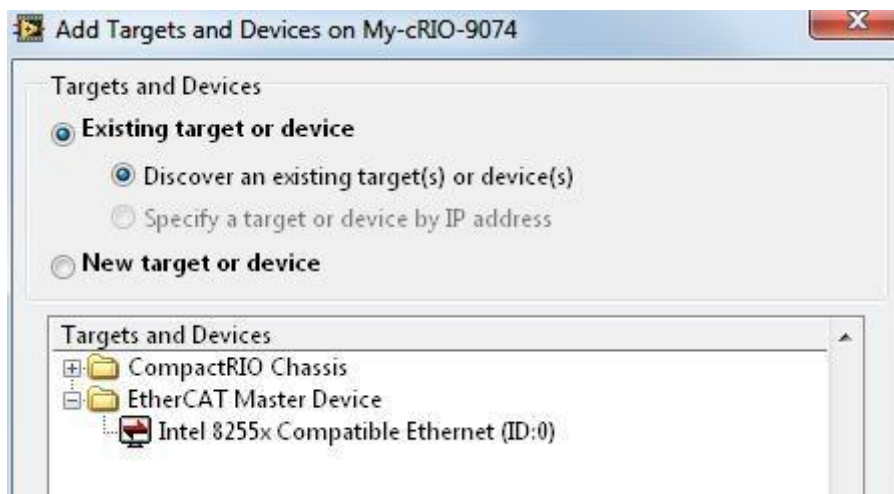 Add Targets and Devices on My-cRIO-9074
Targets and Devices
Existing target or device
Discover an existing target(s) or device(s)
Specify a target or device by IP address
New target or device
Targets and Devices
CompactRIO Chassis
EtherCAT Master Device
Intel 8255x Compatible Ethernet (ID:0)